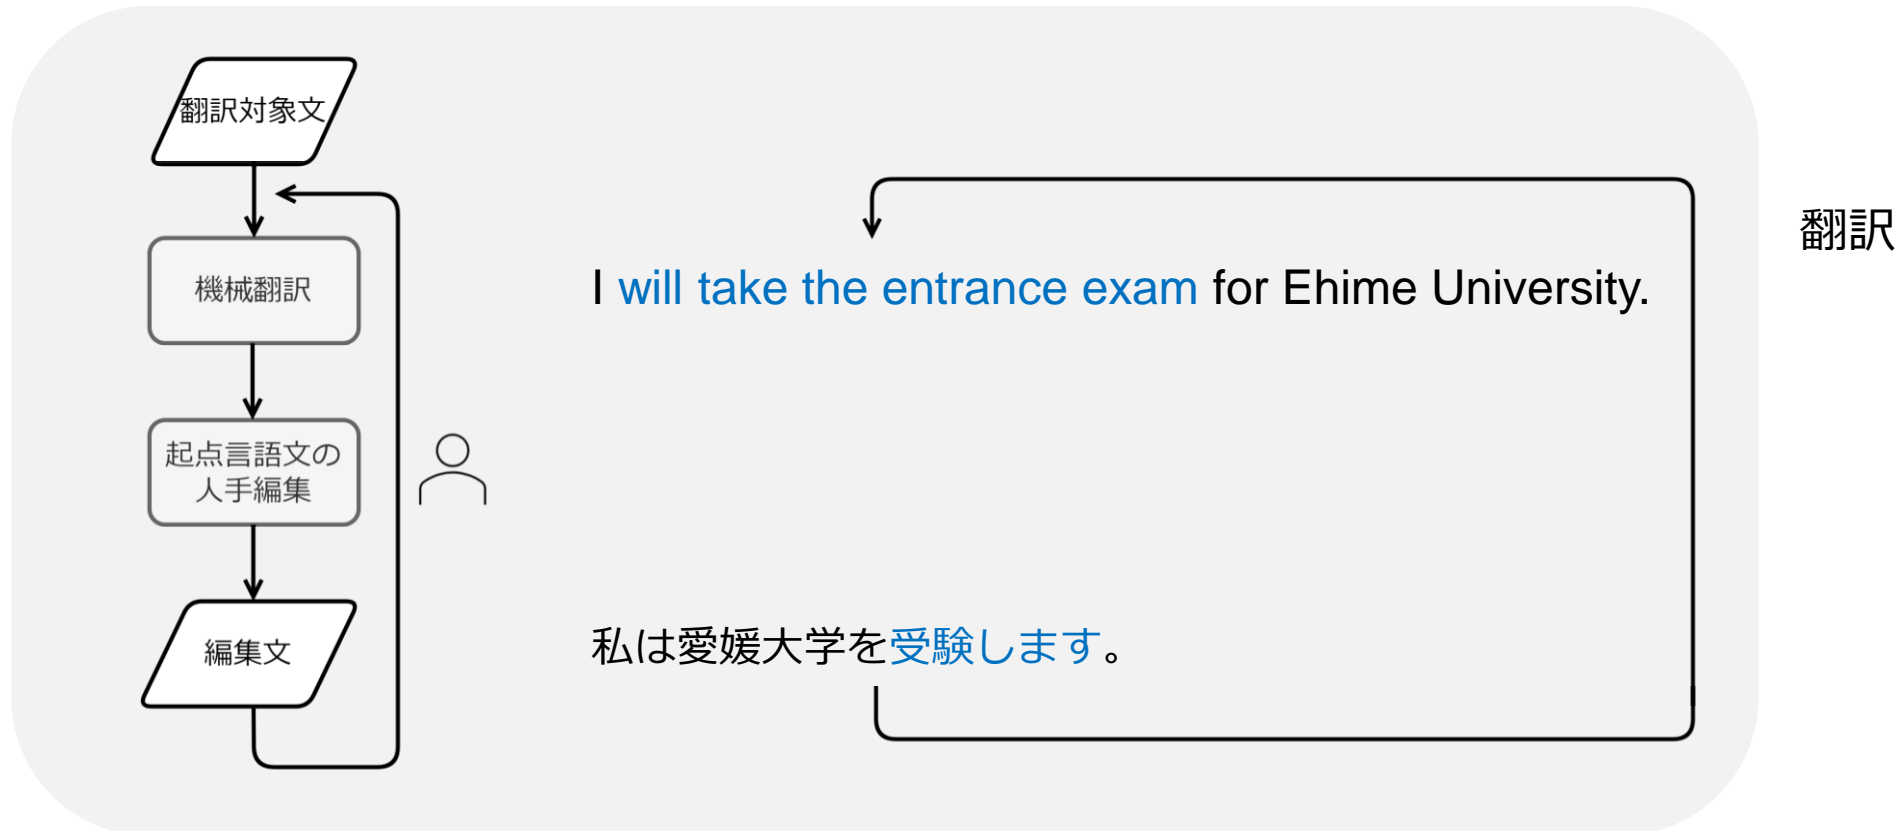 翻訳対象文
機械翻訳
起点言語文の
人手編集
編集文
I will take the entrance exam for Ehime University.
私は愛媛大学を受験します。
翻訳